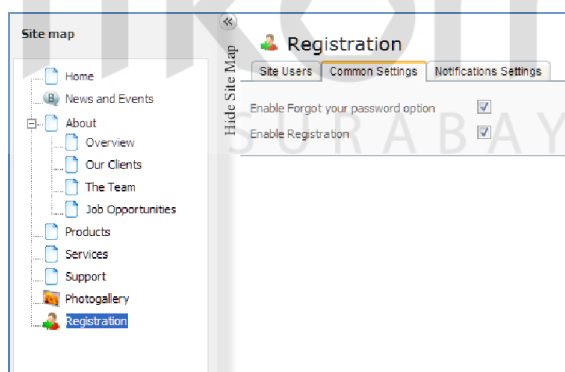 Site map
Home
News and Events
About
Overview
Our Clients
The Team
Job Opportunities
Products
Services
Support
Photogallery
Registration
Hide Site Map
Registration
Site Users
Common Settings
Notifications Settings
Enable Forgot your password option
Enable Registration
SURABAY